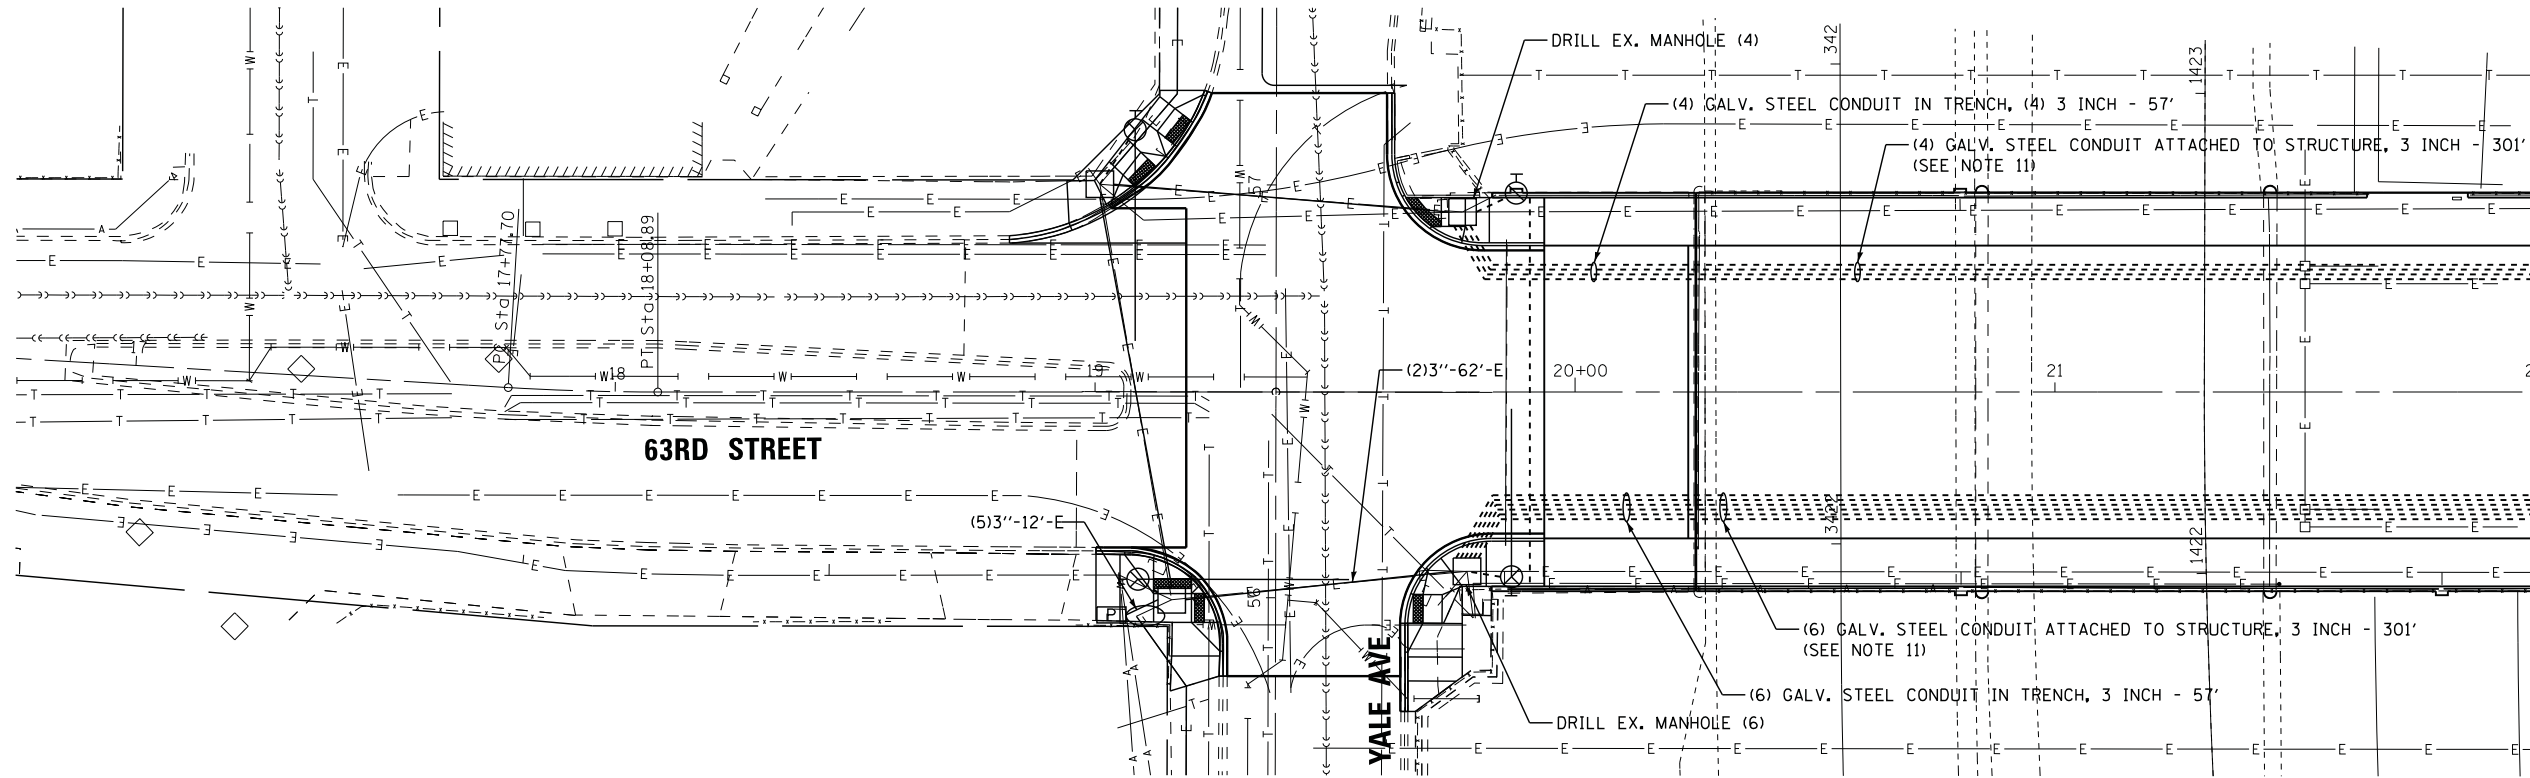 DRILL EX. MANHOLE (4)
(4) GALV. STEEL CONDUIT IN TRENCH, (4) 3 INCH - 57'
(4) GALV. STEEL CONDUIT ATTACHED TO STRUCTURE, 3 INCH - 301'
(SEE NOTE 11)
342
1423
57
PC Sta 17+77.70
PT Sta 18+08.89
17
18
19
20+00
21
2
(2)3''-62'-E
63RD STREET
(5)3''-12'-E
3422
1422
56
P
YALE AVE
(6) GALV. STEEL CONDUIT ATTACHED TO STRUCTURE, 3 INCH - 301'
(SEE NOTE 11)
(6) GALV. STEEL CONDUIT IN TRENCH, 3 INCH - 57'
DRILL EX. MANHOLE (6)